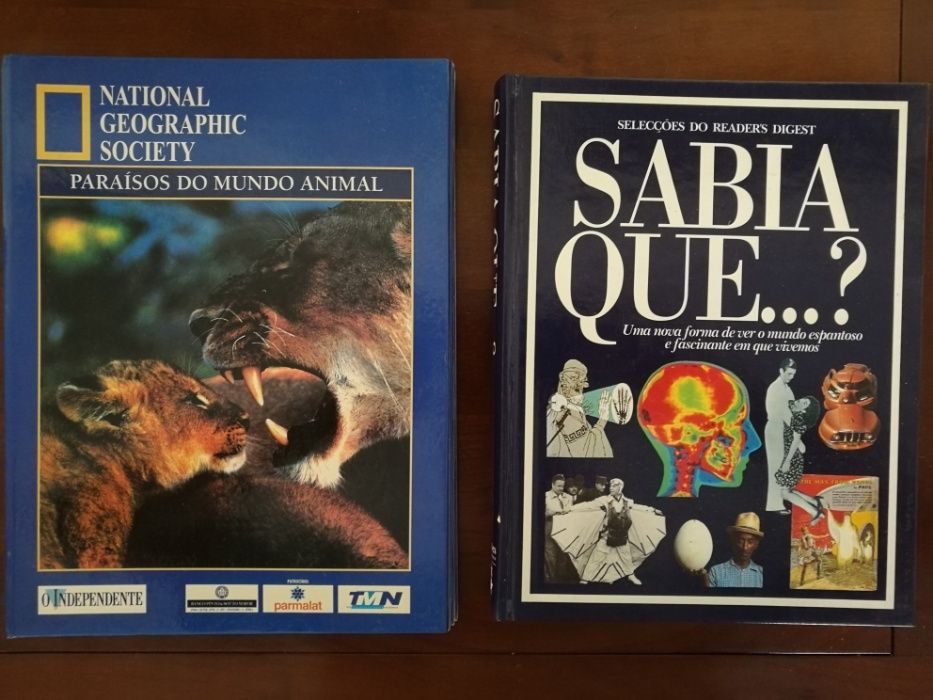 NATIONAL
GEOGRAPHIC
SOCIETY
PARAÍSOS DO MUNDO ANIMAL
O INDEPENDENTE
PATROCÍNIO
parmalat
TMN
SELECÇÕES DO READER'S DIGEST
SABIA
QUE...?
Uma nova forma de ver o mundo espantoso
e fascinante em que vivemos